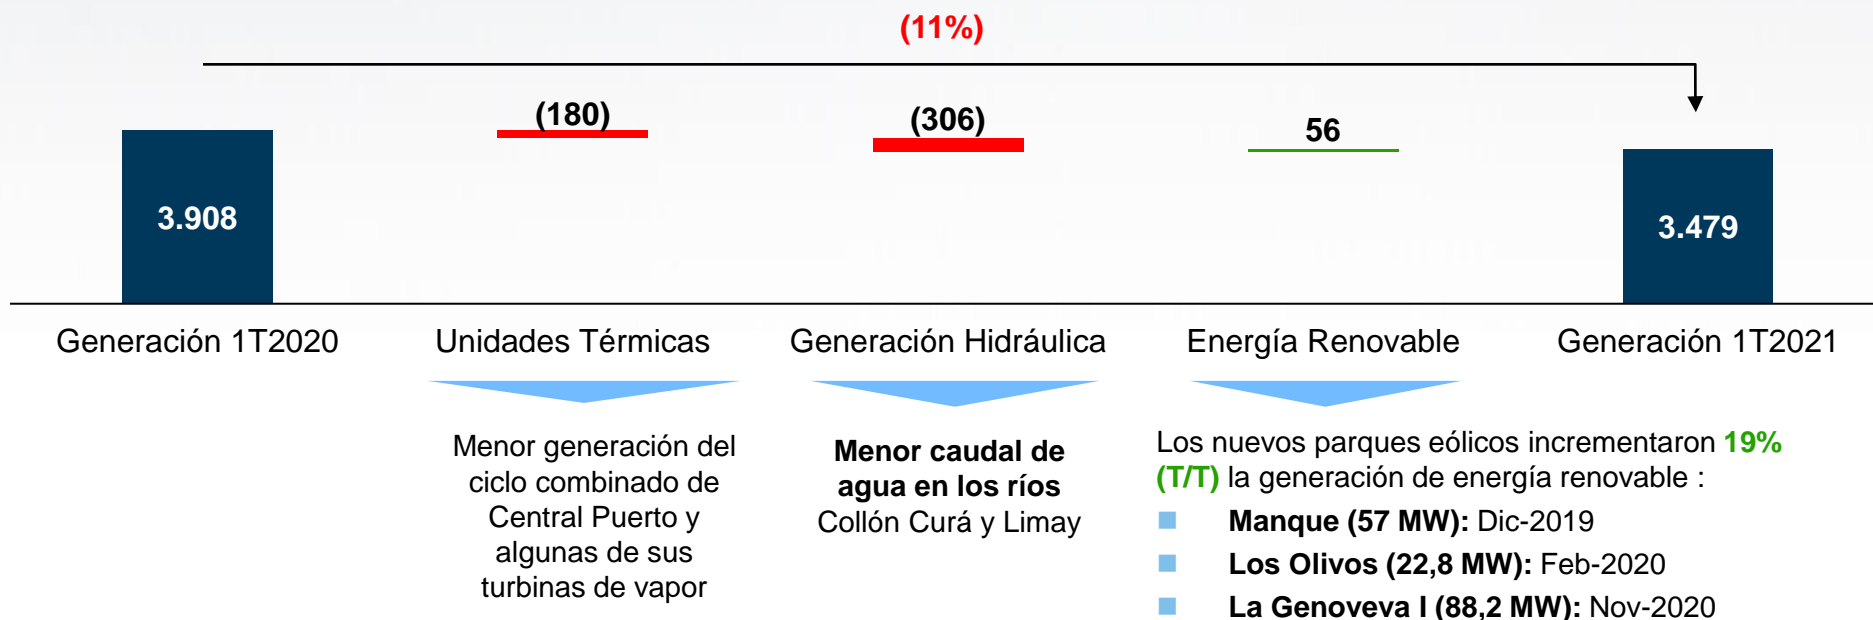 (11%)
(180)
(306)
56
3.908
3.479
Generación 1T2020
Unidades Térmicas
Generación Hidráulica
Energía Renovable
Generación 1T2021
Menor generación del
ciclo combinado de
Central Puerto y
algunas de sus
turbinas de vapor
Menor caudal de
agua en los ríos
Collón Curá y Limay
Los nuevos parques eólicos incrementaron 19%
(T/T) la generación de energía renovable :
Manque (57 MW): Dic-2019
Los Olivos (22,8 MW): Feb-2020
La Genoveva I (88,2 MW): Nov-2020